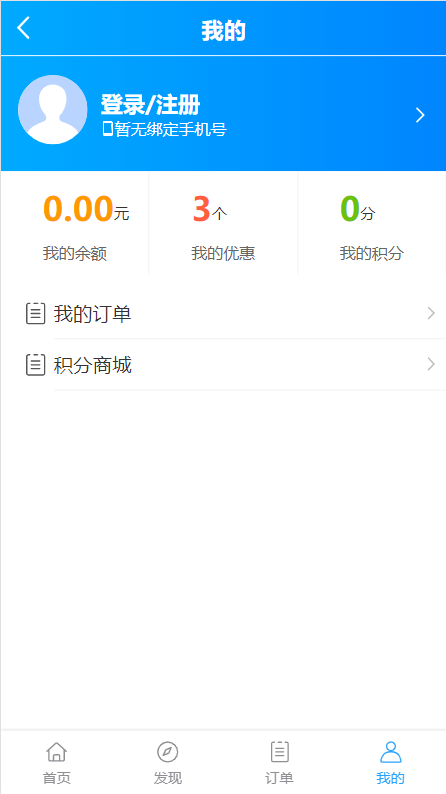 我的
登录/注册
暂无绑定手机号
0.00元 3个 0分
我的余额 我的优惠 我的积分
我的订单
积分商城
首页 发现 订单 我的